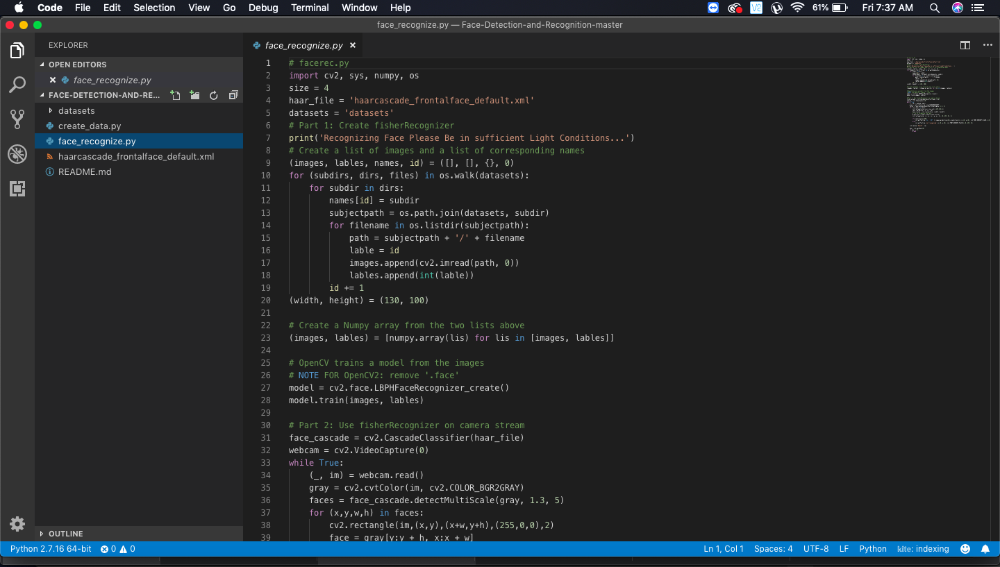 Code File Edit Selection View Go Debug Terminal Window Help 61% Fri 7:37 AM
face_recognize.py — Face-Detection-and-Recognition-master
EXPLORER
OPEN EDITORS
face_recognize.py
FACE-DETECTION-AND-RE...
datasets
create_data.py
face_recognize.py
haarcascade_frontalface_default.xml
README.md
OUTLINE
face_recognize.py
1 # facerec.py
2 import cv2, sys, numpy, os
3 size = 4
4 haar_file = 'haarcascade_frontalface_default.xml'
5 datasets = 'datasets'
6 # Part 1: Create fisherRecognizer
7 print('Recognizing Face Please Be in sufficient Light Conditions...')
8 # Create a list of images and a list of corresponding names
9 (images, lables, names, id) = ([], [], {}, 0)
10 for (subdirs, dirs, files) in os.walk(datasets):
11 for subdir in dirs:
12 names[id] = subdir
13 subjectpath = os.path.join(datasets, subdir)
14 for filename in os.listdir(subjectpath):
15 path = subjectpath + '/' + filename
16 lable = id
17 images.append(cv2.imread(path, 0))
18 lables.append(int(lable))
19 id += 1
20 (width, height) = (130, 100)
21
22 # Create a Numpy array from the two lists above
23 (images, lables) = [numpy.array(lis) for lis in [images, lables]]
24
25 # OpenCV trains a model from the images
26 # NOTE FOR OpenCV2: remove '.face'
27 model = cv2.face.LBPHFaceRecognizer_create()
28 model.train(images, lables)
29
30 # Part 2: Use fisherRecognizer on camera stream
31 face_cascade = cv2.CascadeClassifier(haar_file)
32 webcam = cv2.VideoCapture(0)
33 while True:
34 (_, im) = webcam.read()
35 gray = cv2.cvtColor(im, cv2.COLOR_BGR2GRAY)
36 faces = face_cascade.detectMultiScale(gray, 1.3, 5)
37 for (x,y,w,h) in faces:
38 cv2.rectangle(im,(x,y),(x+w,y+h),(255,0,0),2)
39 face = gray[y:y + h, x:x + w]
Python 2.7.16 64-bit 0 0 Ln 1, Col 1 Spaces: 4 UTF-8 LF Python kite: indexing